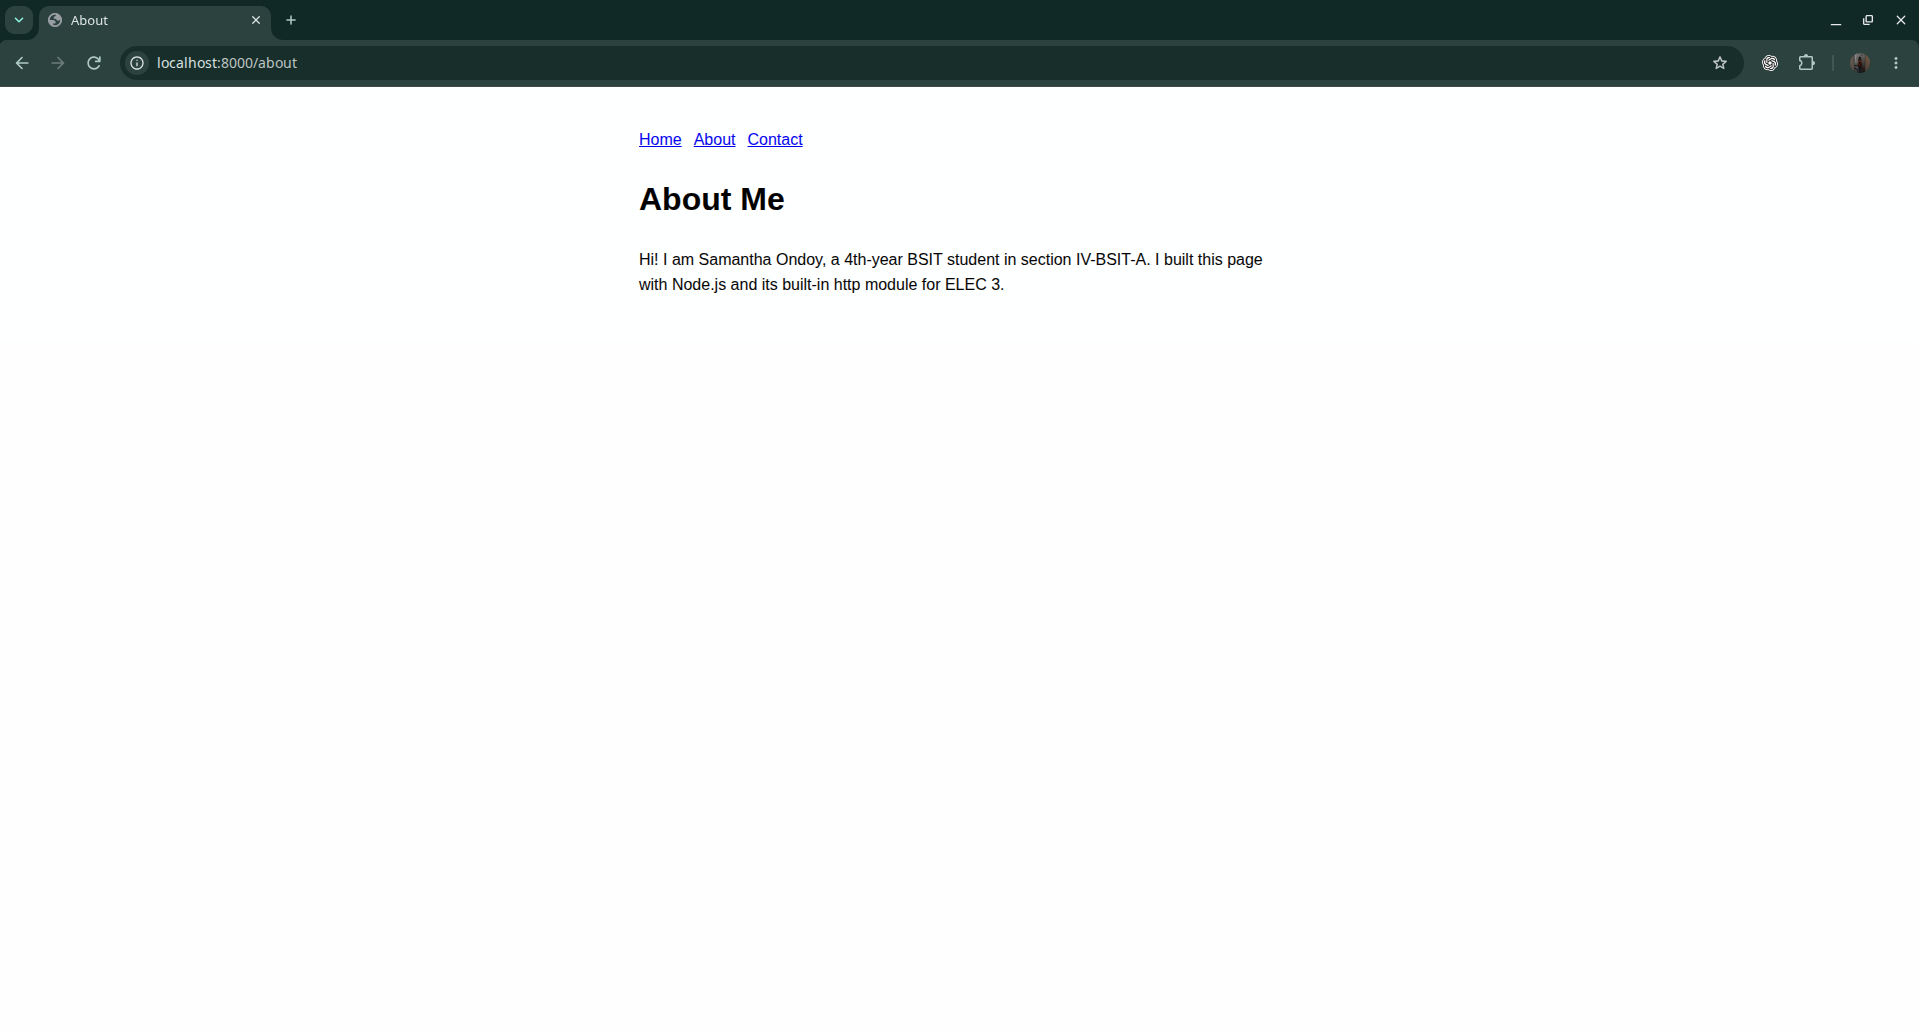 About
localhost:8000/about
Home About Contact
About Me
Hi! I am Samantha Ondoy, a 4th-year BSIT student in section IV-BSIT-A. I built this page
with Node.js and its built-in http module for ELEC 3.